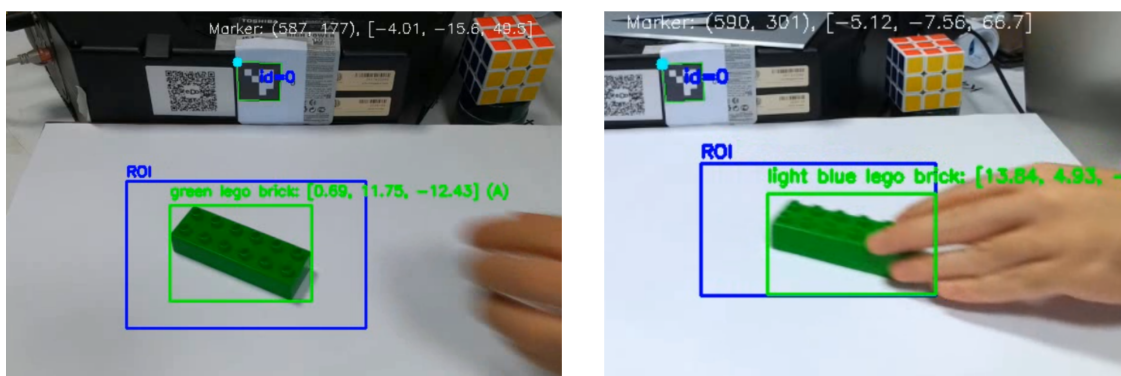 TOSHIBA
Marker: (587, 177), [-4.01, -15.6, 49.5]
id=0
ROI
green lego brick: [0.69, 11.75, -12.43] (A)
Marker: (590, 301), [-5.12, -7.56, 66.7]
id=0
ROI
light blue lego brick: [13.84, 4.93, -